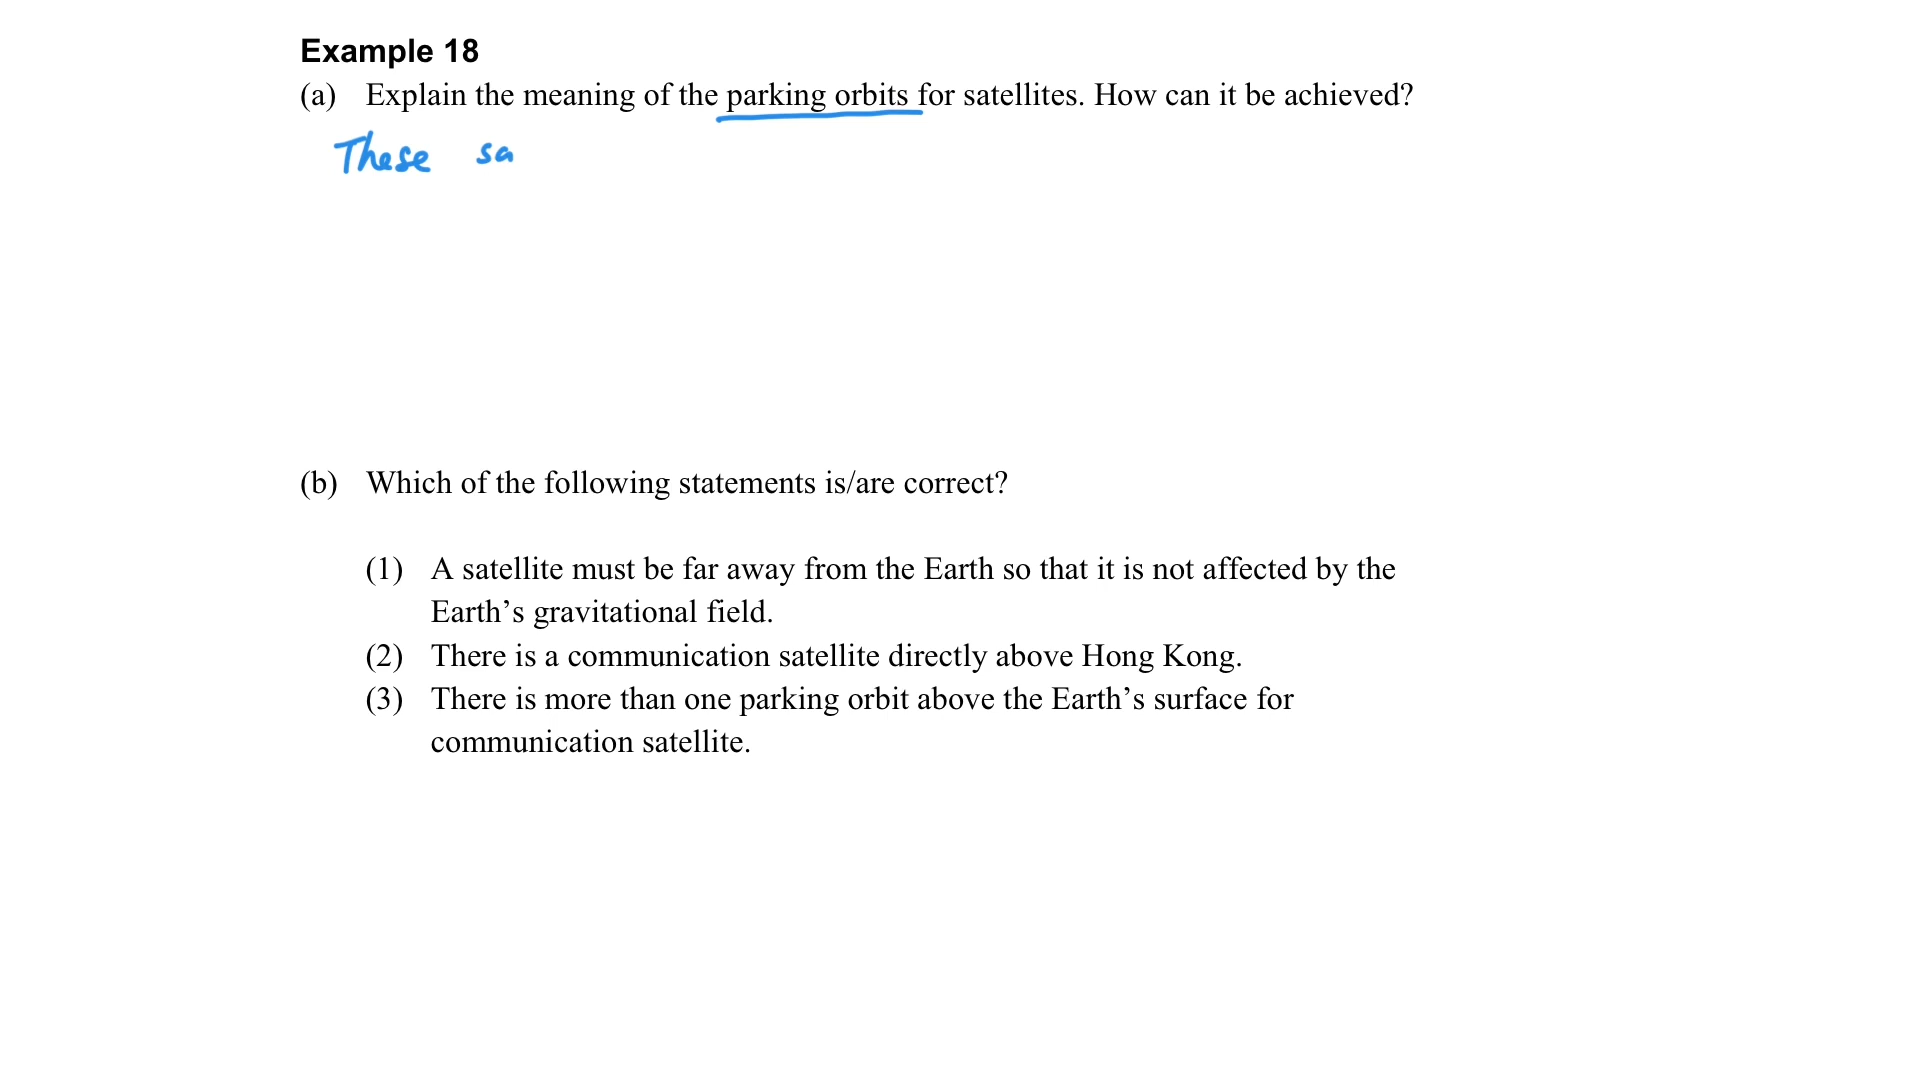 Example 18
(a) Explain the meaning of the parking orbits for satellites. How can it be achieved?
These sa
(b) Which of the following statements is/are correct?
(1) A satellite must be far away from the Earth so that it is not affected by the
Earth’s gravitational field.
(2) There is a communication satellite directly above Hong Kong.
(3) There is more than one parking orbit above the Earth’s surface for
communication satellite.